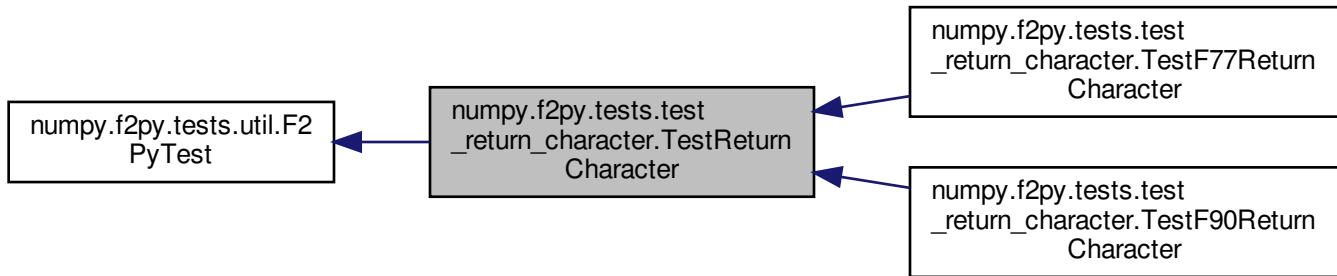 numpy.f2py.tests.util.F2
PyTest
numpy.f2py.tests.test
_return_character.TestReturn
Character
numpy.f2py.tests.test
_return_character.TestF77Return
Character
numpy.f2py.tests.test
_return_character.TestF90Return
Character